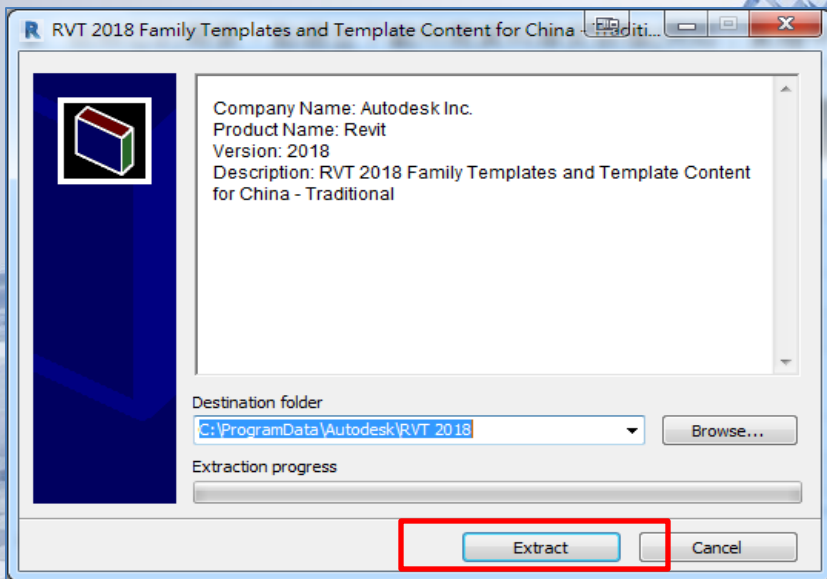 RVT 2018 Family Templates and Template Content for China - Traditi...
Company Name: Autodesk Inc.
Product Name: Revit
Version: 2018
Description: RVT 2018 Family Templates and Template Content
for China - Traditional
Destination folder
C:\ProgramData\Autodesk\RVT 2018
Browse...
Extraction progress
Extract
Cancel